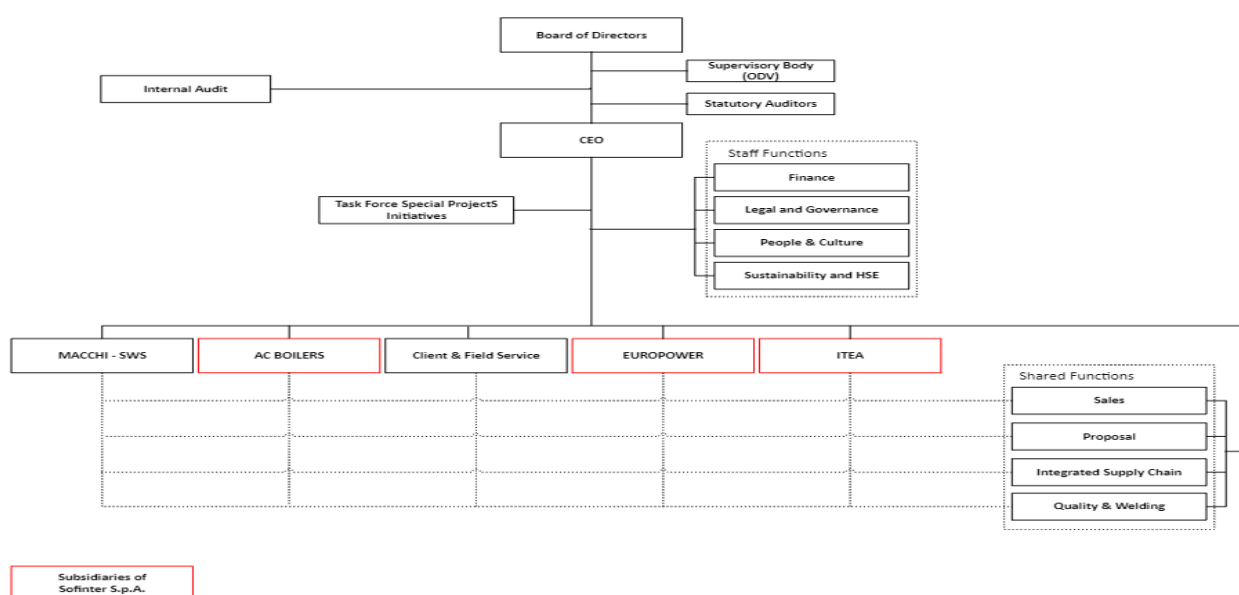 Board of Directors
Supervisory Body
(ODV)
Internal Audit
Statutory Auditors
CEO
Staff Functions
Finance
Task Force Special ProjectS
Initiatives
Legal and Governance
People & Culture
Sustainability and HSE
MACCHI - SWS
AC BOILERS
Client & Field Service
EUROPOWER
ITEA
Shared Functions
Sales
Proposal
Integrated Supply Chain
Quality & Welding
Subsidiaries of
Sofinter S.p.A.